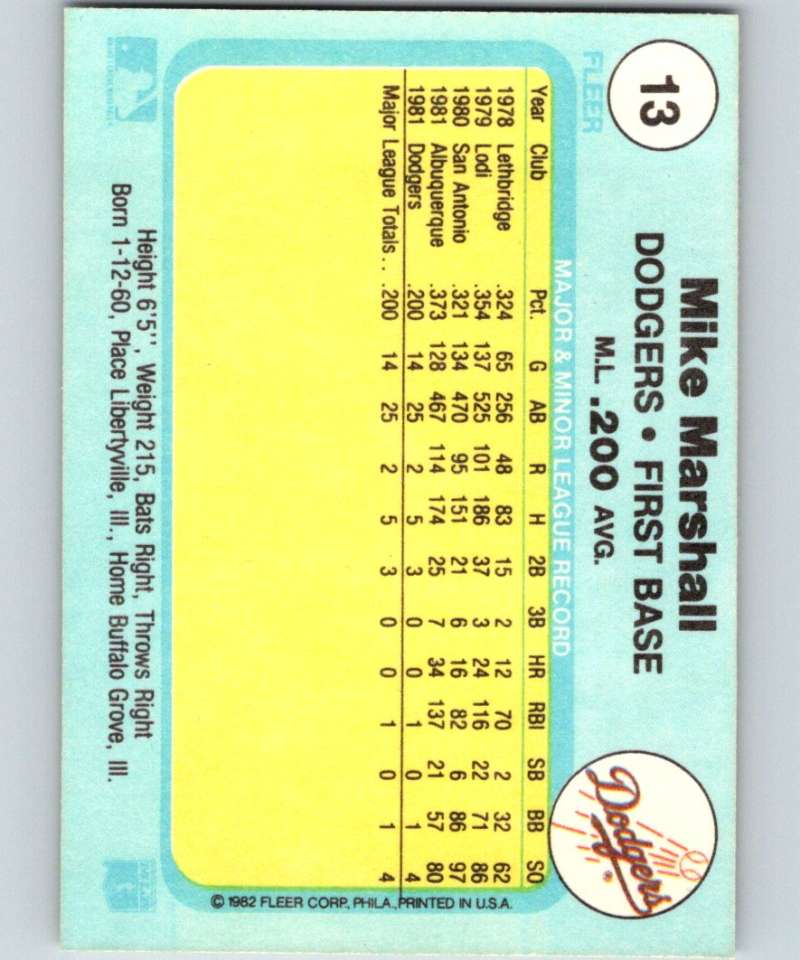 13
FLEER
Mike Marshall
DODGERS • FIRST BASE
M.L. .200 AVG.
Dodgers
MAJOR & MINOR LEAGUE RECORD
Year Club Pct. G AB R H 2B 3B HR RBI SB BB SO
1978 Lethbridge .324 65 256 48 83 15 2 12 70 2 32 62
1979 Lodi .354 137 525 101 186 37 3 24 116 22 71 86
1980 San Antonio .321 134 470 95 151 21 6 16 82 6 86 97
1981 Albuquerque .373 128 467 114 174 25 7 34 137 21 57 80
1981 Dodgers .200 14 25 2 5 3 0 0 1 0 1 4
Major League Totals . . .200 14 25 2 5 3 0 0 1 0 1 4
© 1982 FLEER CORP., PHILA., PRINTED IN U.S.A.
Height 6'5'', Weight 215, Bats Right, Throws Right
Born 1-12-60, Place Libertyville, Ill., Home Buffalo Grove, Ill.